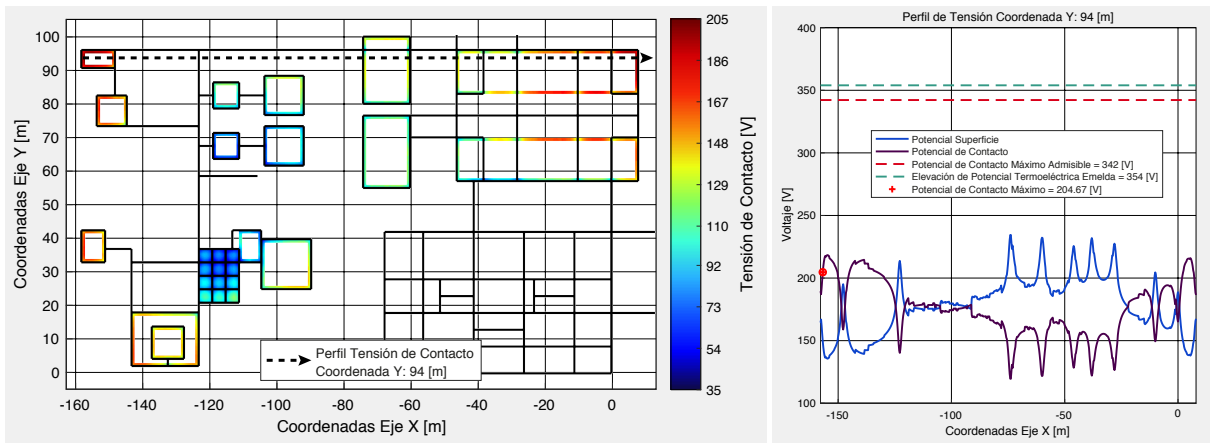 Coordenadas Eje Y [m]
100
90
80
70
60
50
40
30
20
10
0
Perfil Tensión de Contacto
Coordenada Y: 94 [m]
-160 -140 -120 -100 -80 -60 -40 -20 0
Coordenadas Eje X [m]
205
186
167
148
129
110
92
73
54
35
Tensión de Contacto [V]
Perfil de Tensión Coordenada Y: 94 [m]
Voltaje [V]
400
350
300
250
200
150
100
Potencial Superficie
Potencial de Contacto
Potencial de Contacto Máximo Admisible = 342 [V]
Elevación de Potencial Termoeléctrica Emelda = 354 [V]
Potencial de Contacto Máximo = 204.67 [V]
-150 -100 -50 0
Coordenadas Eje X [m]